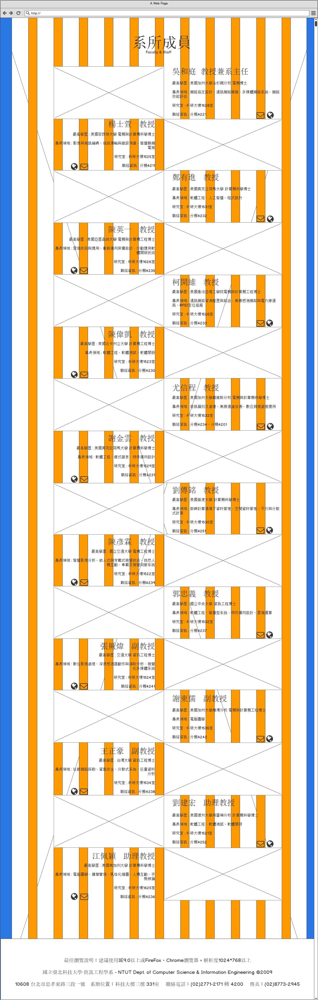 A Web Page
http://
系所成員
Faculty & Staff
吳和庭 教授兼系主任
最高學歷 : 美國加州大學洛杉磯分校 電機博士
專長領域 : 網路協定設計、通訊網路模擬、多媒體網路系統、網路
效能評估
研究室 : 科研大樓1528室
聯絡資訊 : 分機4221
楊士萱 教授
最高學歷 : 美國密西根大學 電機與計算機科學博士
專長領域 : 影像與視訊編碼、視訊傳輸與錯誤保護、智慧聯網
電視
研究室 : 科研大樓1525室
聯絡資訊 : 分機4211
鄭有進 教授
最高學歷 : 美國奧克拉荷馬大學 計算機科學博士
專長領域 : 軟體工程、人工智慧、程式設計
研究室 : 科研大樓1531室
聯絡資訊 : 分機4232
陳英一 教授
最高學歷 : 美國亞歷桑納大學 電機與計算機工程博士
專長領域 : 雲端技術與應用、服務導向架構設計、行動應用軟
體開發技術
研究室 : 科研大樓1626室
聯絡資訊 : 分機4235
柯開維 教授
最高學歷 : 美國喬治亞理工學院電機與計算機工程博士
專長領域 : 通訊網路資源配置與路由、無線感測網路與電力線通
訊、RFID定位追蹤
研究室 : 科研大樓1526室
聯絡資訊 : 分機4233
陳偉凱 教授
最高學歷 : 美國北卡州立大學 計算機工程博士
專長領域 : 軟體工程、軟體測試、軟體開發
研究室 : 科研大樓1523室
聯絡資訊 : 分機4230
尤信程 教授
最高學歷 : 美國加州大學戴維斯分校 電機與計算機科學博士
專長領域 : 音訊識別及處理、無線通道估測、數位訊號處理應用
研究室 : 科研大樓1533室
聯絡資訊 : 分機4234、分機4201
謝金雲 教授
最高學歷 : 美國奧克拉荷馬大學 計算機科學博士
專長領域 : 軟體工程、樣式語言、物件導向設計
研究室 : 科研大樓1529室
聯絡資訊 : 分機4231
劉傳銘 教授
最高學歷 : 美國普渡大學 計算機科學博士
專長領域 : 新興計算環境下資料管理、空間資料管理、平行與分散
式計算
研究室 : 科研大樓1530室
聯絡資訊 : 分機4251
陳彥霖 教授
最高學歷 : 國立交通大學 電機工程博士
專長領域 : 智慧影像分析、嵌入式與穿戴式視覺技術、自然人
機互動、車載及視覺伺服系統
研究室 : 科研大樓1522室
聯絡資訊 : 分機4239
郭忠義 教授
最高學歷 : 國立中央大學 資訊工程博士
專長領域 : 軟體工程、智慧型系統、物件導向設計、雲端運算
研究室 : 科研大樓1532室
聯絡資訊 : 分機4237
張厥煒 副教授
最高學歷 : 交通大學 資訊工程博士
專長領域 : 數位影像處理、深度感測器動作與擷取分析、視覺
化多媒體系統
研究室 : 科研大樓1524室
聯絡資訊 : 分機4241
謝東儒 副教授
最高學歷 : 美國加州大學爾灣分校 電機與計算機工程博士
專長領域 : 電腦圖學
研究室 : 科研大樓1535室
聯絡資訊 : 分機4242
王正豪 副教授
最高學歷 : 台灣大學 資訊工程博士
專長領域 : 社群網路探勘、資訊安全、分散式系統、巨量資料
分析
研究室 : 科研大樓1534室
聯絡資訊 : 分機4238
劉建宏 助理教授
最高學歷 : 美國德州大學阿靈頓分校 計算機科學博士
專長領域 : 軟體工程、軟體測試、軟體開發
研究室 : 科研大樓1521室
聯絡資訊 : 分機4252
江佩穎 助理教授
最高學歷 : 美國南加州大學 計算機科學博士
專長領域 : 電腦圖學、擴增實境、風格化繪圖、人機互動、手
勢辨識
研究室 : 科研大樓1625室
聯絡資訊 : 分機4236
最佳瀏覽說明：建議使用IE9.0以上或FireFox、Chrome瀏覽器，解析度1024*768以上
國立臺北科技大學·資訊工程學系 - NTUT Dept. of Computer Science & Information Engineering ©2009
10608 台北市忠孝東路三段一號 系辦位置：科技大樓三樓 331室 聯絡電話：(02)2771-2171 轉 4200 傳真：(02)8773-2945